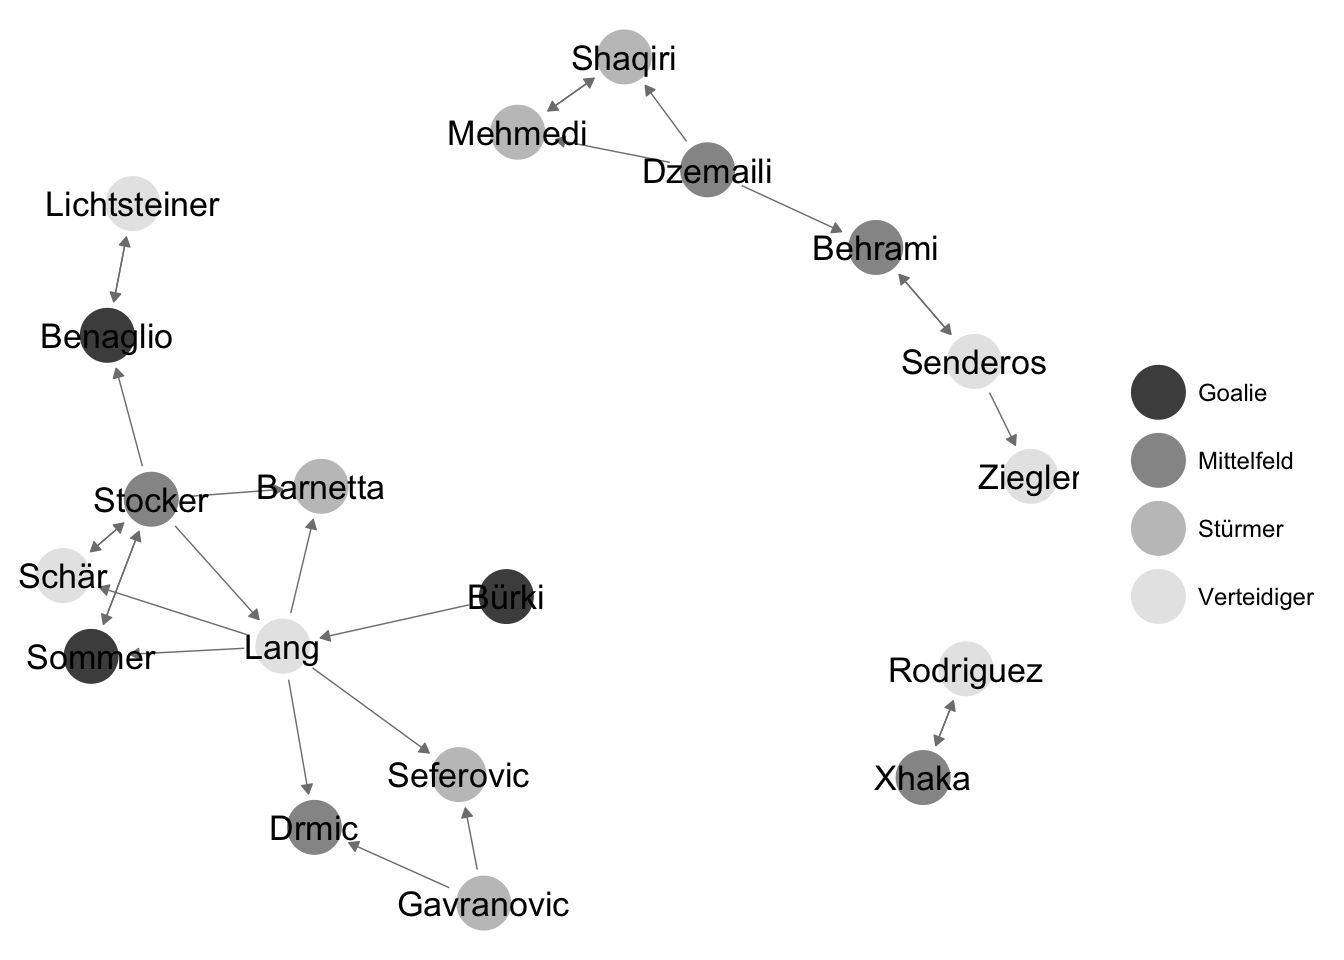 Shaqiri
Mehmedi
Dzemaili
Lichtsteiner
Behrami
Benaglio
Senderos
Ziegler
Stocker
Barnetta
Schär
Bürki
Sommer
Lang
Rodriguez
Seferovic
Xhaka
Drmic
Gavranovic
Goalie
Mittelfeld
Stürmer
Verteidiger